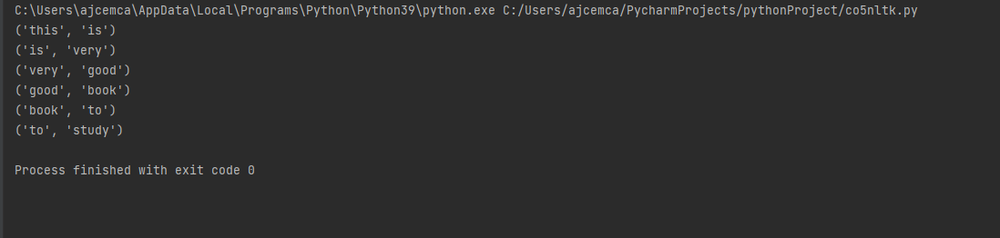 C:\Users\ajcemca\AppData\Local\Programs\Python\Python39\python.exe C:/Users/ajcemca/PycharmProjects/pythonProject/co5nltk.py
('this', 'is')
('is', 'very')
('very', 'good')
('good', 'book')
('book', 'to')
('to', 'study')
Process finished with exit code 0